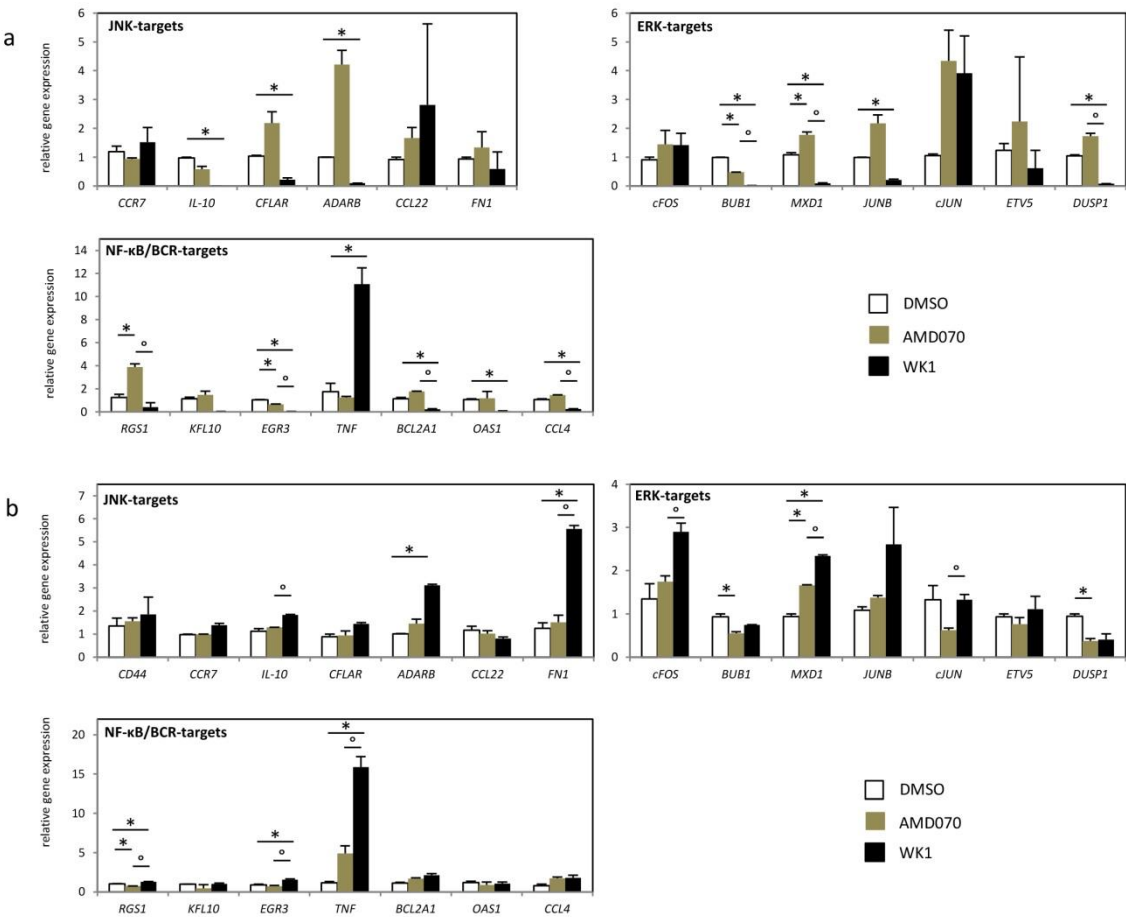 a
JNK-targets
relative gene expression
6
5
4
3
2
1
0
* * * *
CCR7 IL-10 CFLAR ADARB CCL22 FN1
ERK-targets
6
5
4
3
2
1
0
* * ° * * ° * * °
cFOS BUB1 MXD1 JUNB cJUN ETV5 DUSP1
NF-κB/BCR-targets
relative gene expression
14
12
10
8
6
4
2
0
* ° * * ° * * ° * * °
RGS1 KFL10 EGR3 TNF BCL2A1 OAS1 CCL4
DMSO
AMD070
WK1
b
JNK-targets
relative gene expression
7
6
5
4
3
2
1
0
° * * °
CD44 CCR7 IL-10 CFLAR ADARB CCL22 FN1
ERK-targets
4
3
2
1
0
° * * * ° ° *
cFOS BUB1 MXD1 JUNB cJUN ETV5 DUSP1
NF-κB/BCR-targets
relative gene expression
20
15
10
5
0
* * ° * ° * °
RGS1 KFL10 EGR3 TNF BCL2A1 OAS1 CCL4
DMSO
AMD070
WK1